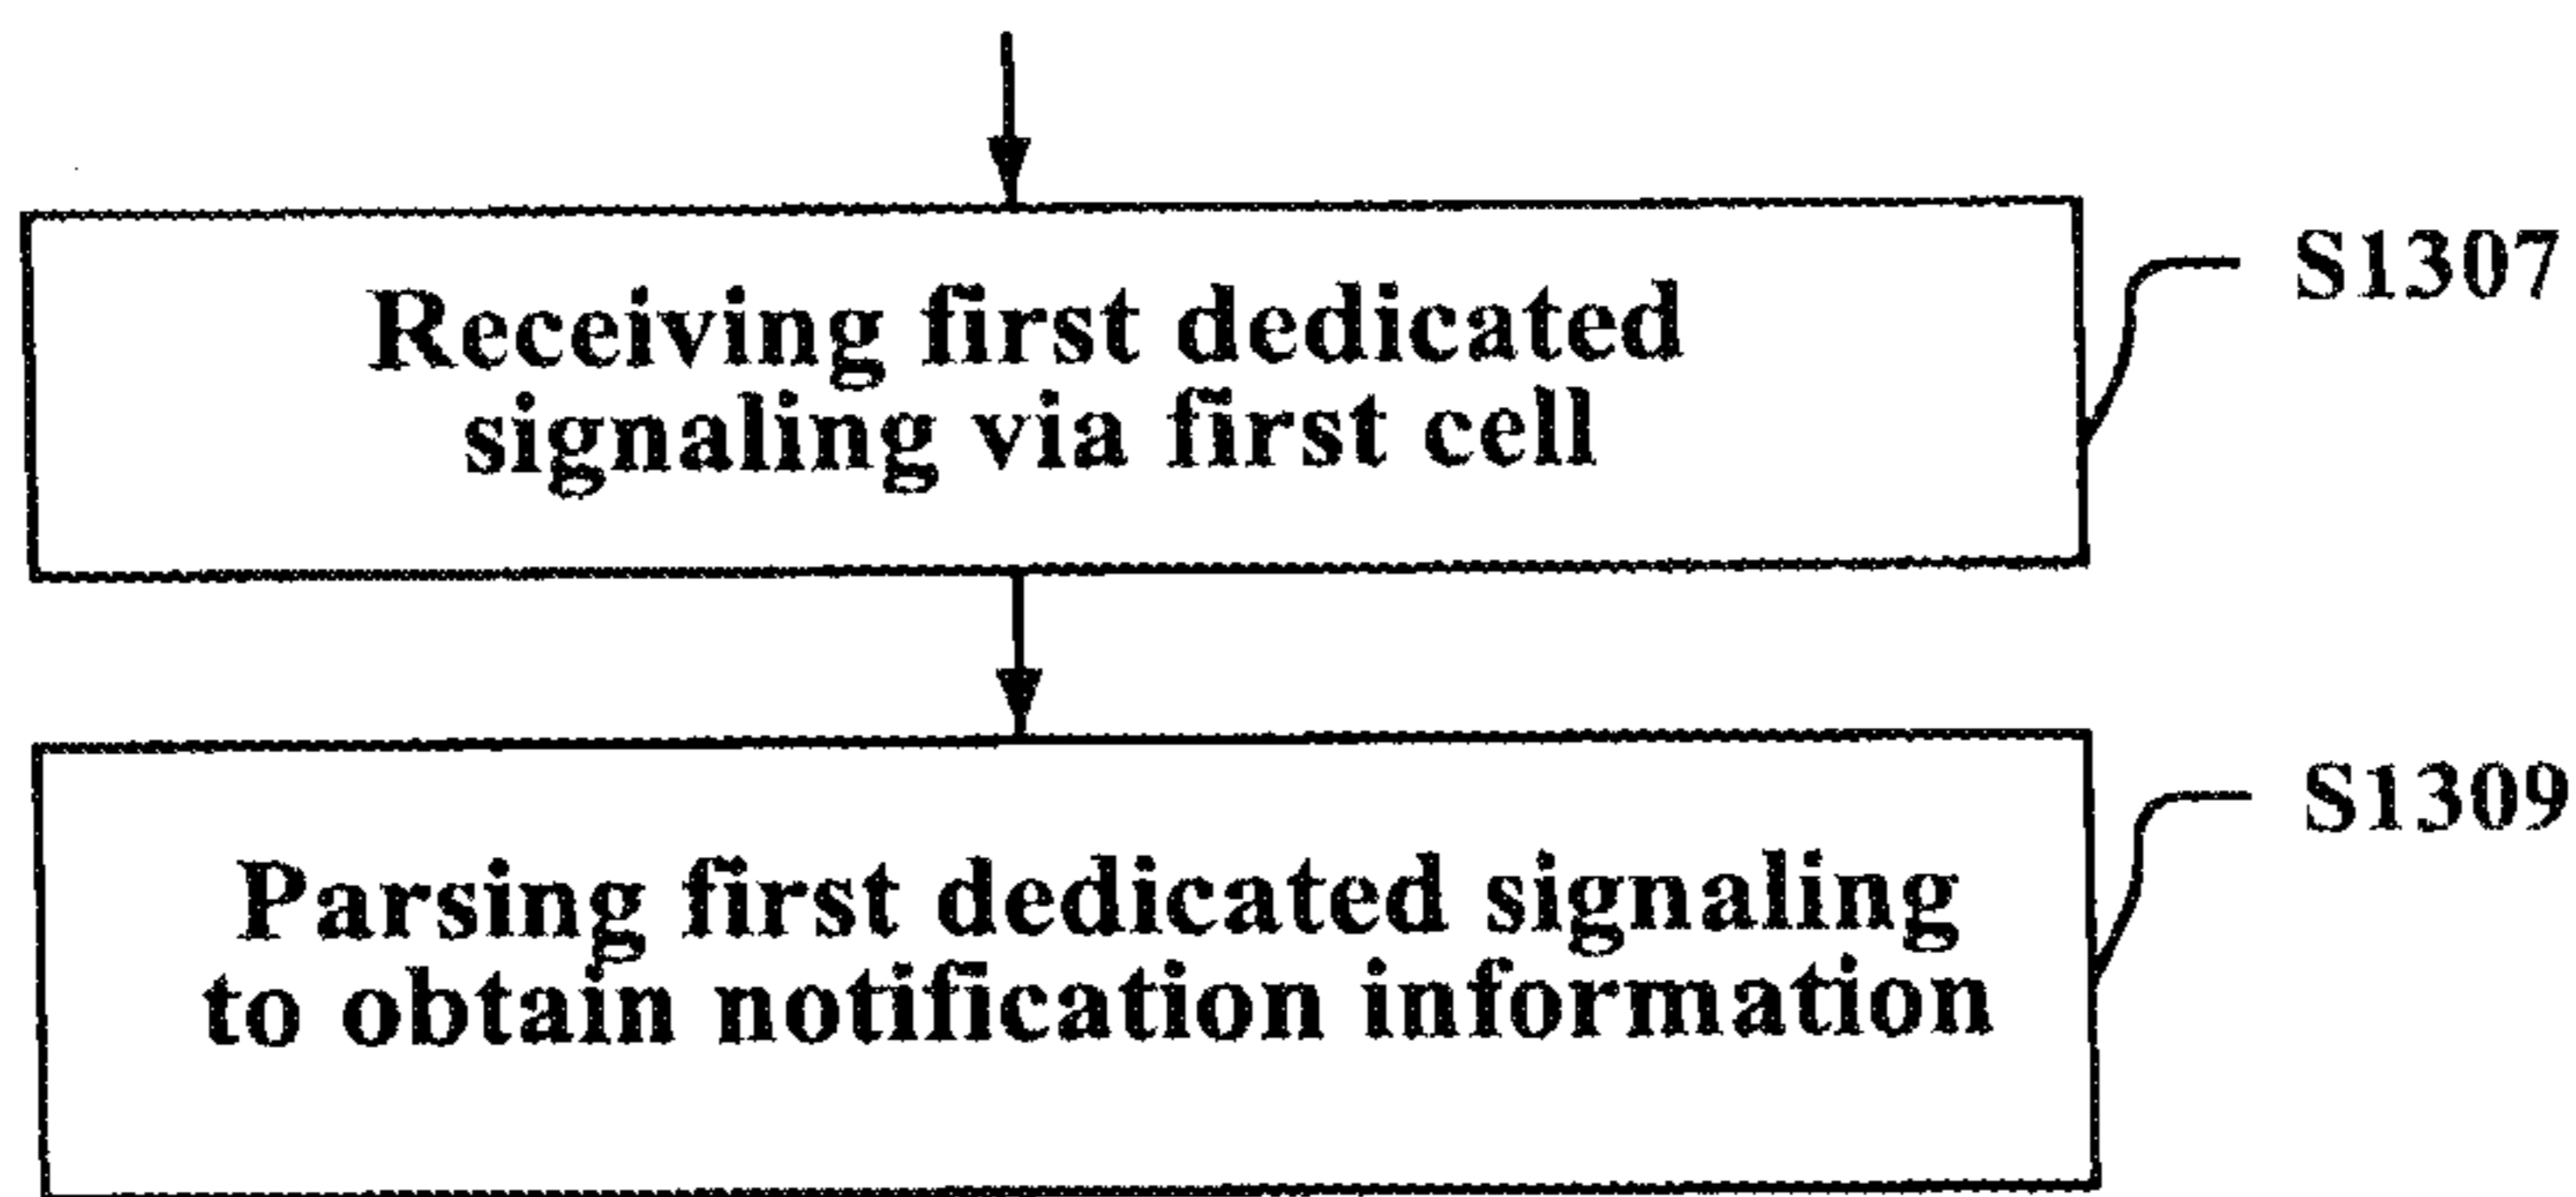 Receiving first dedicated
signaling via first cell
S1307
Parsing first dedicated signaling
to obtain notification information
S1309